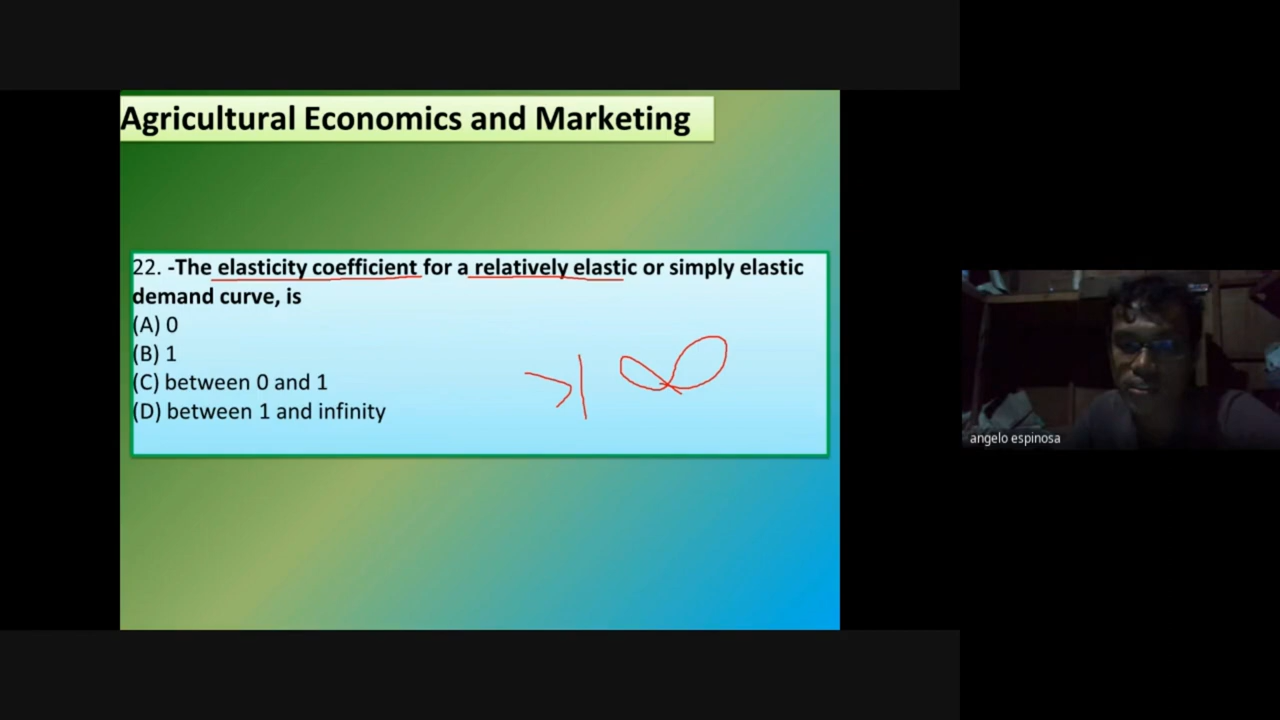 Agricultural Economics and Marketing
22. -The elasticity coefficient for a relatively elastic or simply elastic
demand curve, is
(A) 0
(B) 1
(C) between 0 and 1
(D) between 1 and infinity
>1 ∞
angelo espinosa